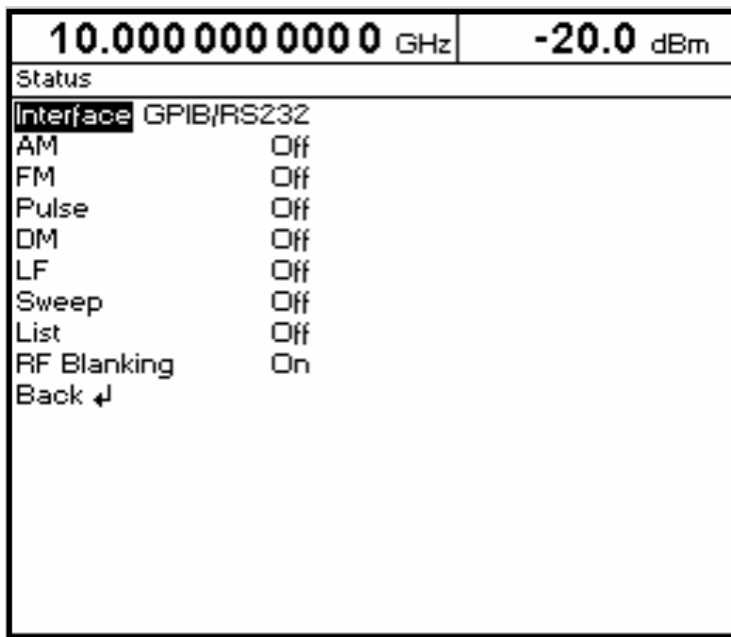 10.000 000 000 0 GHz -20.0 dBm
Status
Interface GPIB/RS232
AM Off
FM Off
Pulse Off
DM Off
LF Off
Sweep Off
List Off
RF Blanking On
Back ↲